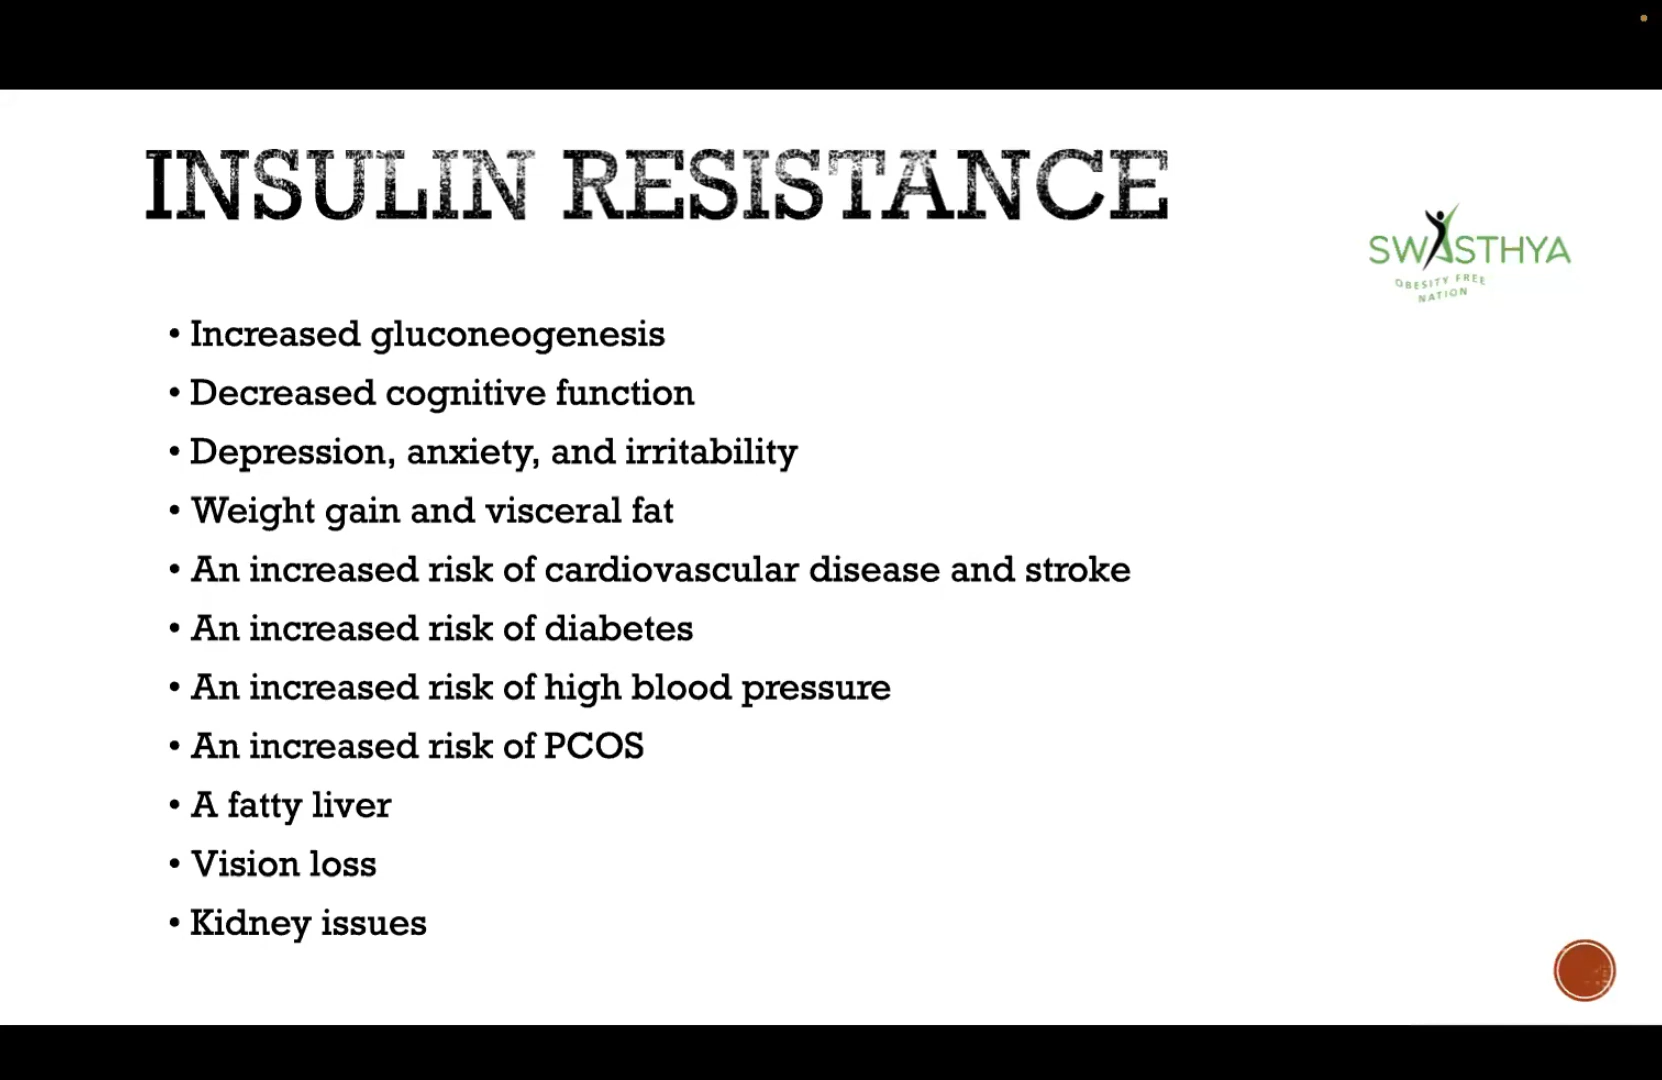 INSULIN RESISTANCE
SWASTHYA
OBESITY FREE
NATION
• Increased gluconeogenesis
• Decreased cognitive function
• Depression, anxiety, and irritability
• Weight gain and visceral fat
• An increased risk of cardiovascular disease and stroke
• An increased risk of diabetes
• An increased risk of high blood pressure
• An increased risk of PCOS
• A fatty liver
• Vision loss
• Kidney issues